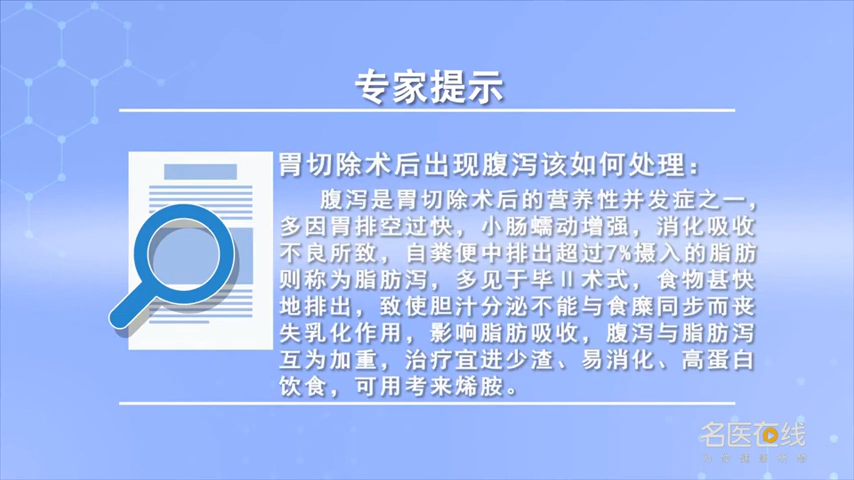 专家提示
胃切除术后出现腹泻该如何处理：
腹泻是胃切除术后的营养性并发症之一，
多因胃排空过快，小肠蠕动增强，消化吸收
不良所致，自粪便中排出超过7%摄入的脂肪
则称为脂肪泻，多见于毕Ⅱ术式，食物甚快
地排出，致使胆汁分泌不能与食糜同步而丧
失乳化作用，影响脂肪吸收，腹泻与脂肪泻
互为加重，治疗宜进少渣、易消化、高蛋白
饮食，可用考来烯胺。
名医在线